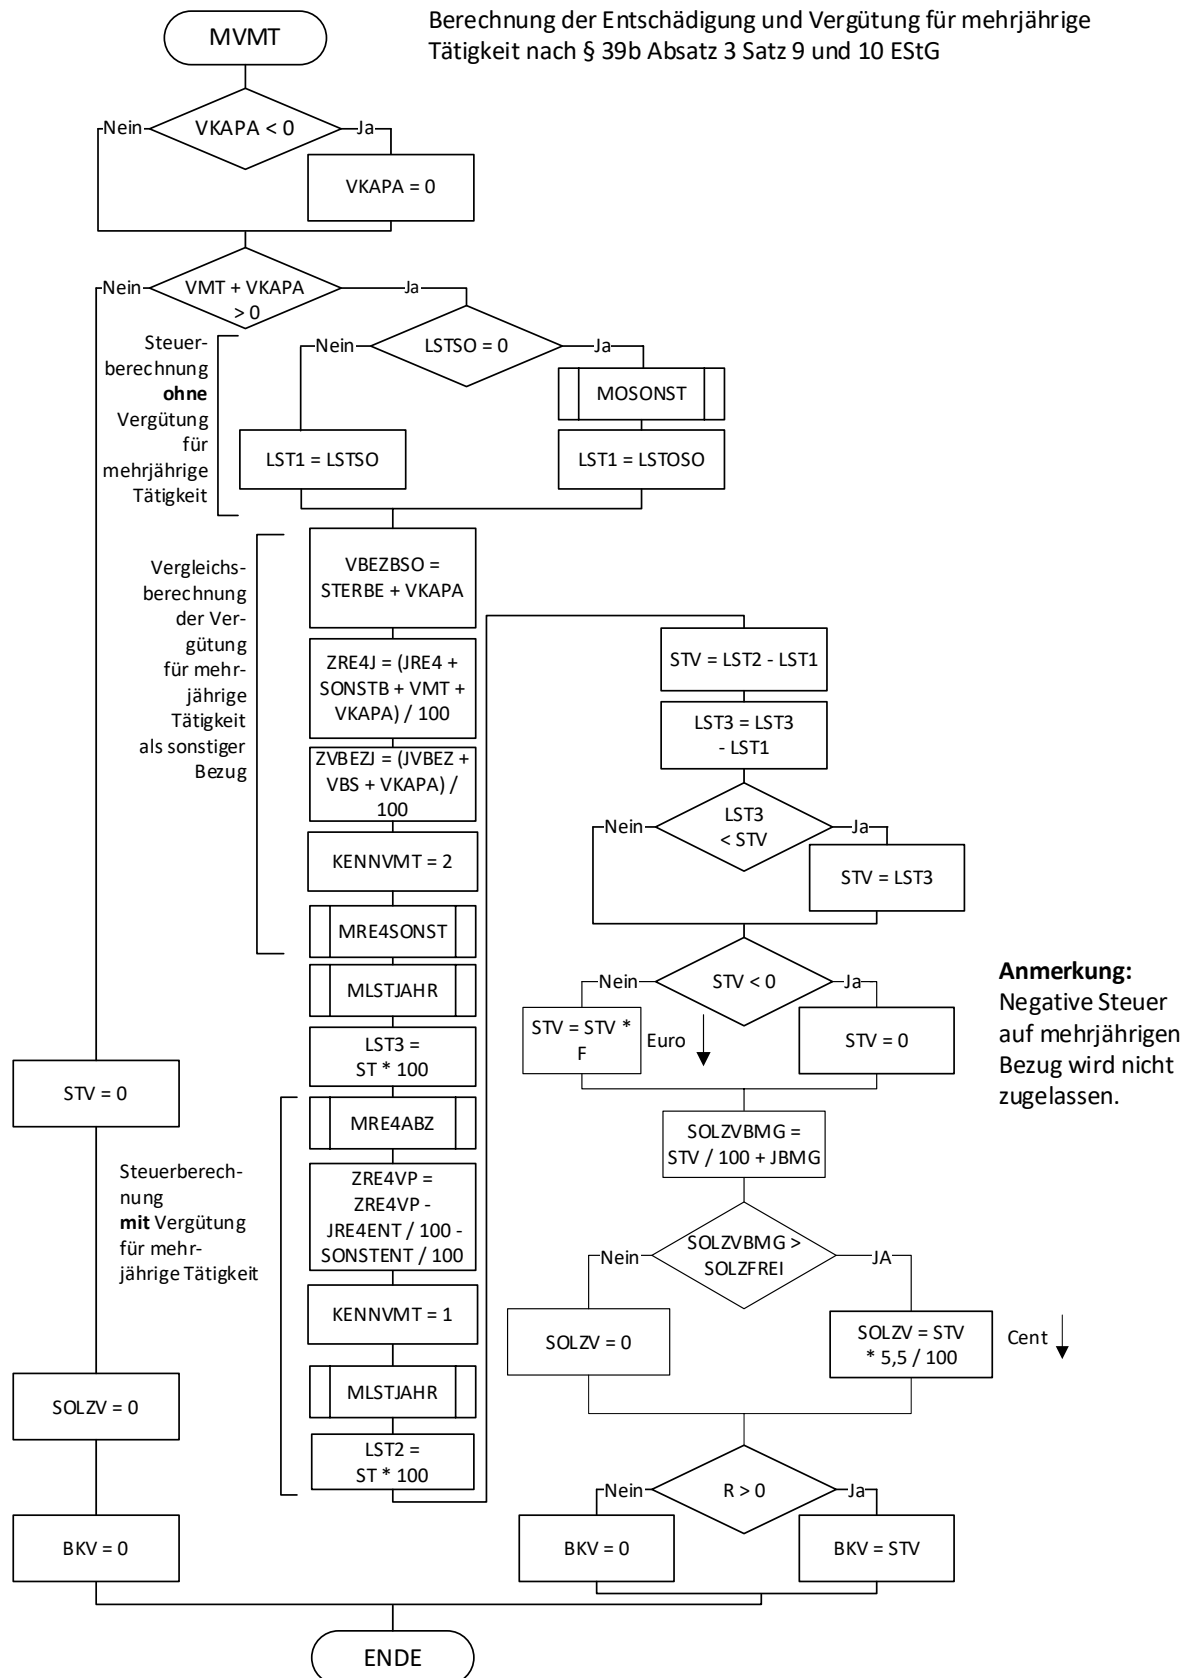 Berechnung der Entschädigung und Vergütung für mehrjährige
Tätigkeit nach § 39b Absatz 3 Satz 9 und 10 EStG
MVMT
VKAPA < 0
Nein
Ja
VKAPA = 0
VMT + VKAPA
> 0
Nein
Ja
LSTSO = 0
Nein
Ja
Steuer-
berechnung
ohne
Vergütung
für
mehrjährige
Tätigkeit
MOSONST
LST1 = LSTSO
LST1 = LSTOSO
Vergleichs-
berechnung
der Ver-
gütung
für mehr-
jährige
Tätigkeit
als sonstiger
Bezug
VBEZBSO =
STERBE + VKAPA
ZRE4J = (JRE4 +
SONSTB + VMT +
VKAPA) / 100
ZVBEZJ = (JVBEZ +
VBS + VKAPA) /
100
KENNVMT = 2
MRE4SONST
MLSTJAHR
LST3 =
ST * 100
Steuerberech-
nung
mit Vergütung
für mehr-
jährige Tätigkeit
MRE4ABZ
ZRE4VP =
ZRE4VP -
JRE4ENT / 100 -
SONSTENT / 100
KENNVMT = 1
MLSTJAHR
LST2 =
ST * 100
STV = LST2 - LST1
LST3 = LST3
- LST1
LST3
< STV
Nein
Ja
STV = LST3
STV < 0
Nein
Ja
STV = STV *
F
Euro
STV = 0
Anmerkung:
Negative Steuer
auf mehrjährigen
Bezug wird nicht
zugelassen.
SOLZVBMG =
STV / 100 + JBMG
SOLZVBMG >
SOLZFREI
Nein
JA
SOLZV = 0
SOLZV = STV
* 5,5 / 100
Cent
R > 0
Nein
Ja
BKV = 0
BKV = STV
STV = 0
SOLZV = 0
BKV = 0
ENDE